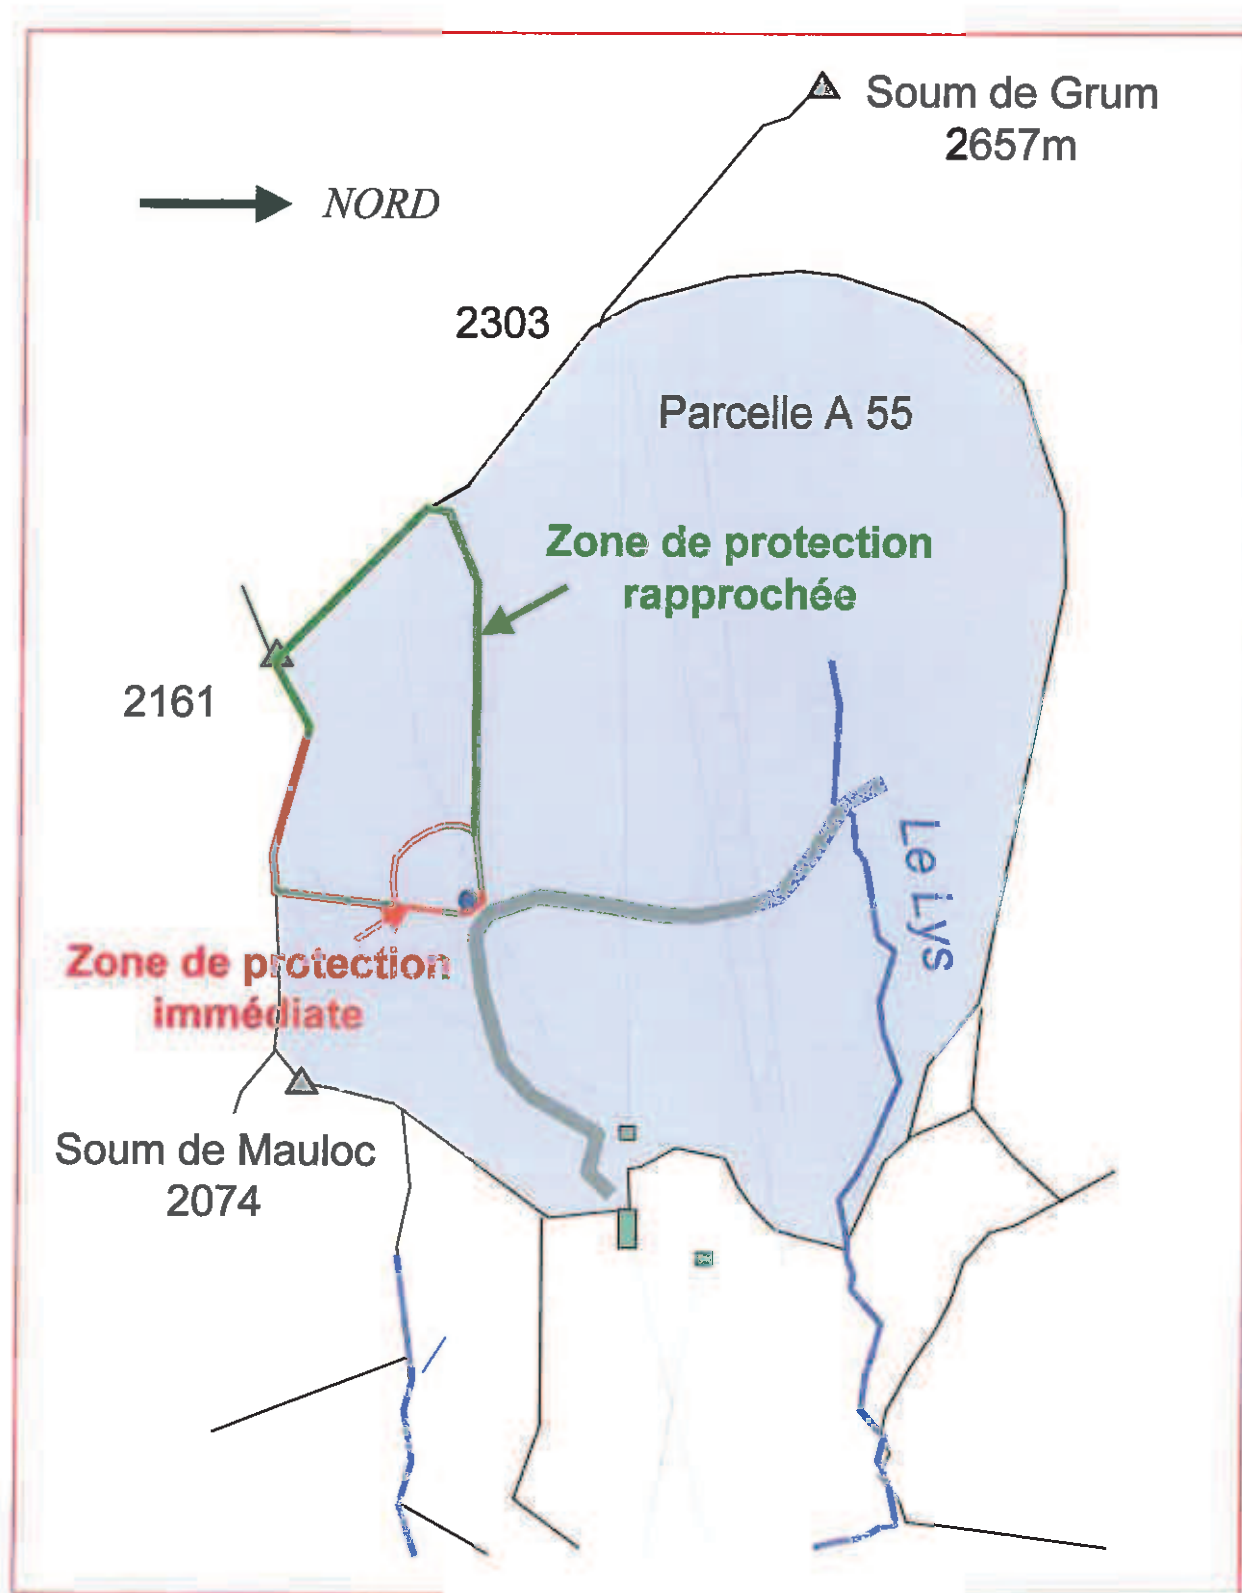 Soum de Grum
2657m
NORD
2303
Parcelle A 55
Zone de protection
rapprochée
2161
Le Lys
Zone de protection
immédiate
Soum de Mauloc
2074